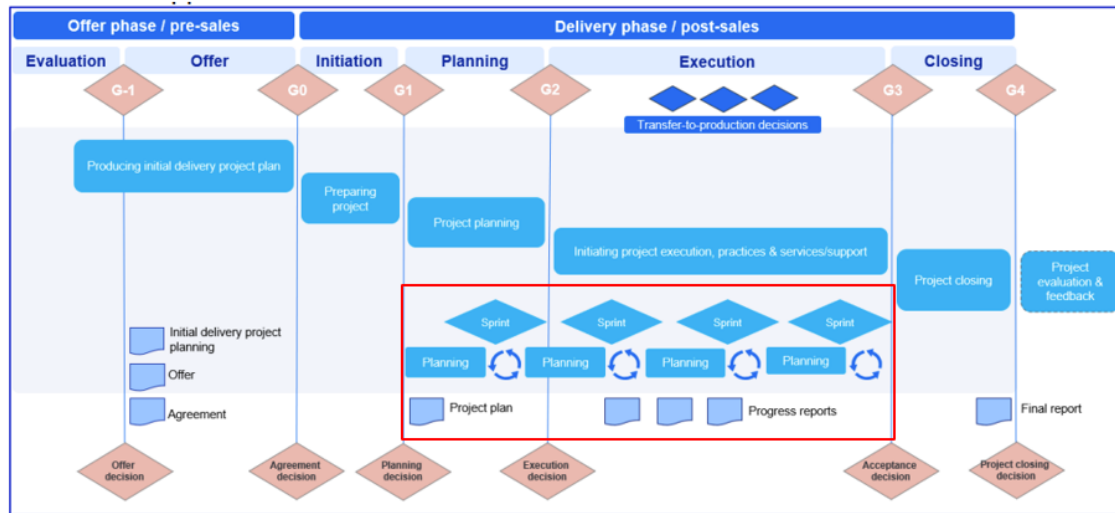 Offer phase / pre-sales
Delivery phase / post-sales
Evaluation
Offer
Initiation
Planning
Execution
Closing
G-1
G0
G1
G2
G3
G4
Transfer-to-production decisions
Producing initial delivery project plan
Preparing
project
Project planning
Initiating project execution, practices & services/support
Project closing
Project
evaluation &
feedback
Sprint
Sprint
Sprint
Sprint
Planning
Planning
Planning
Planning
Initial delivery project
planning
Offer
Agreement
Project plan
Progress reports
Final report
Offer
decision
Agreement
decision
Planning
decision
Execution
decision
Acceptance
decision
Project closing
decision